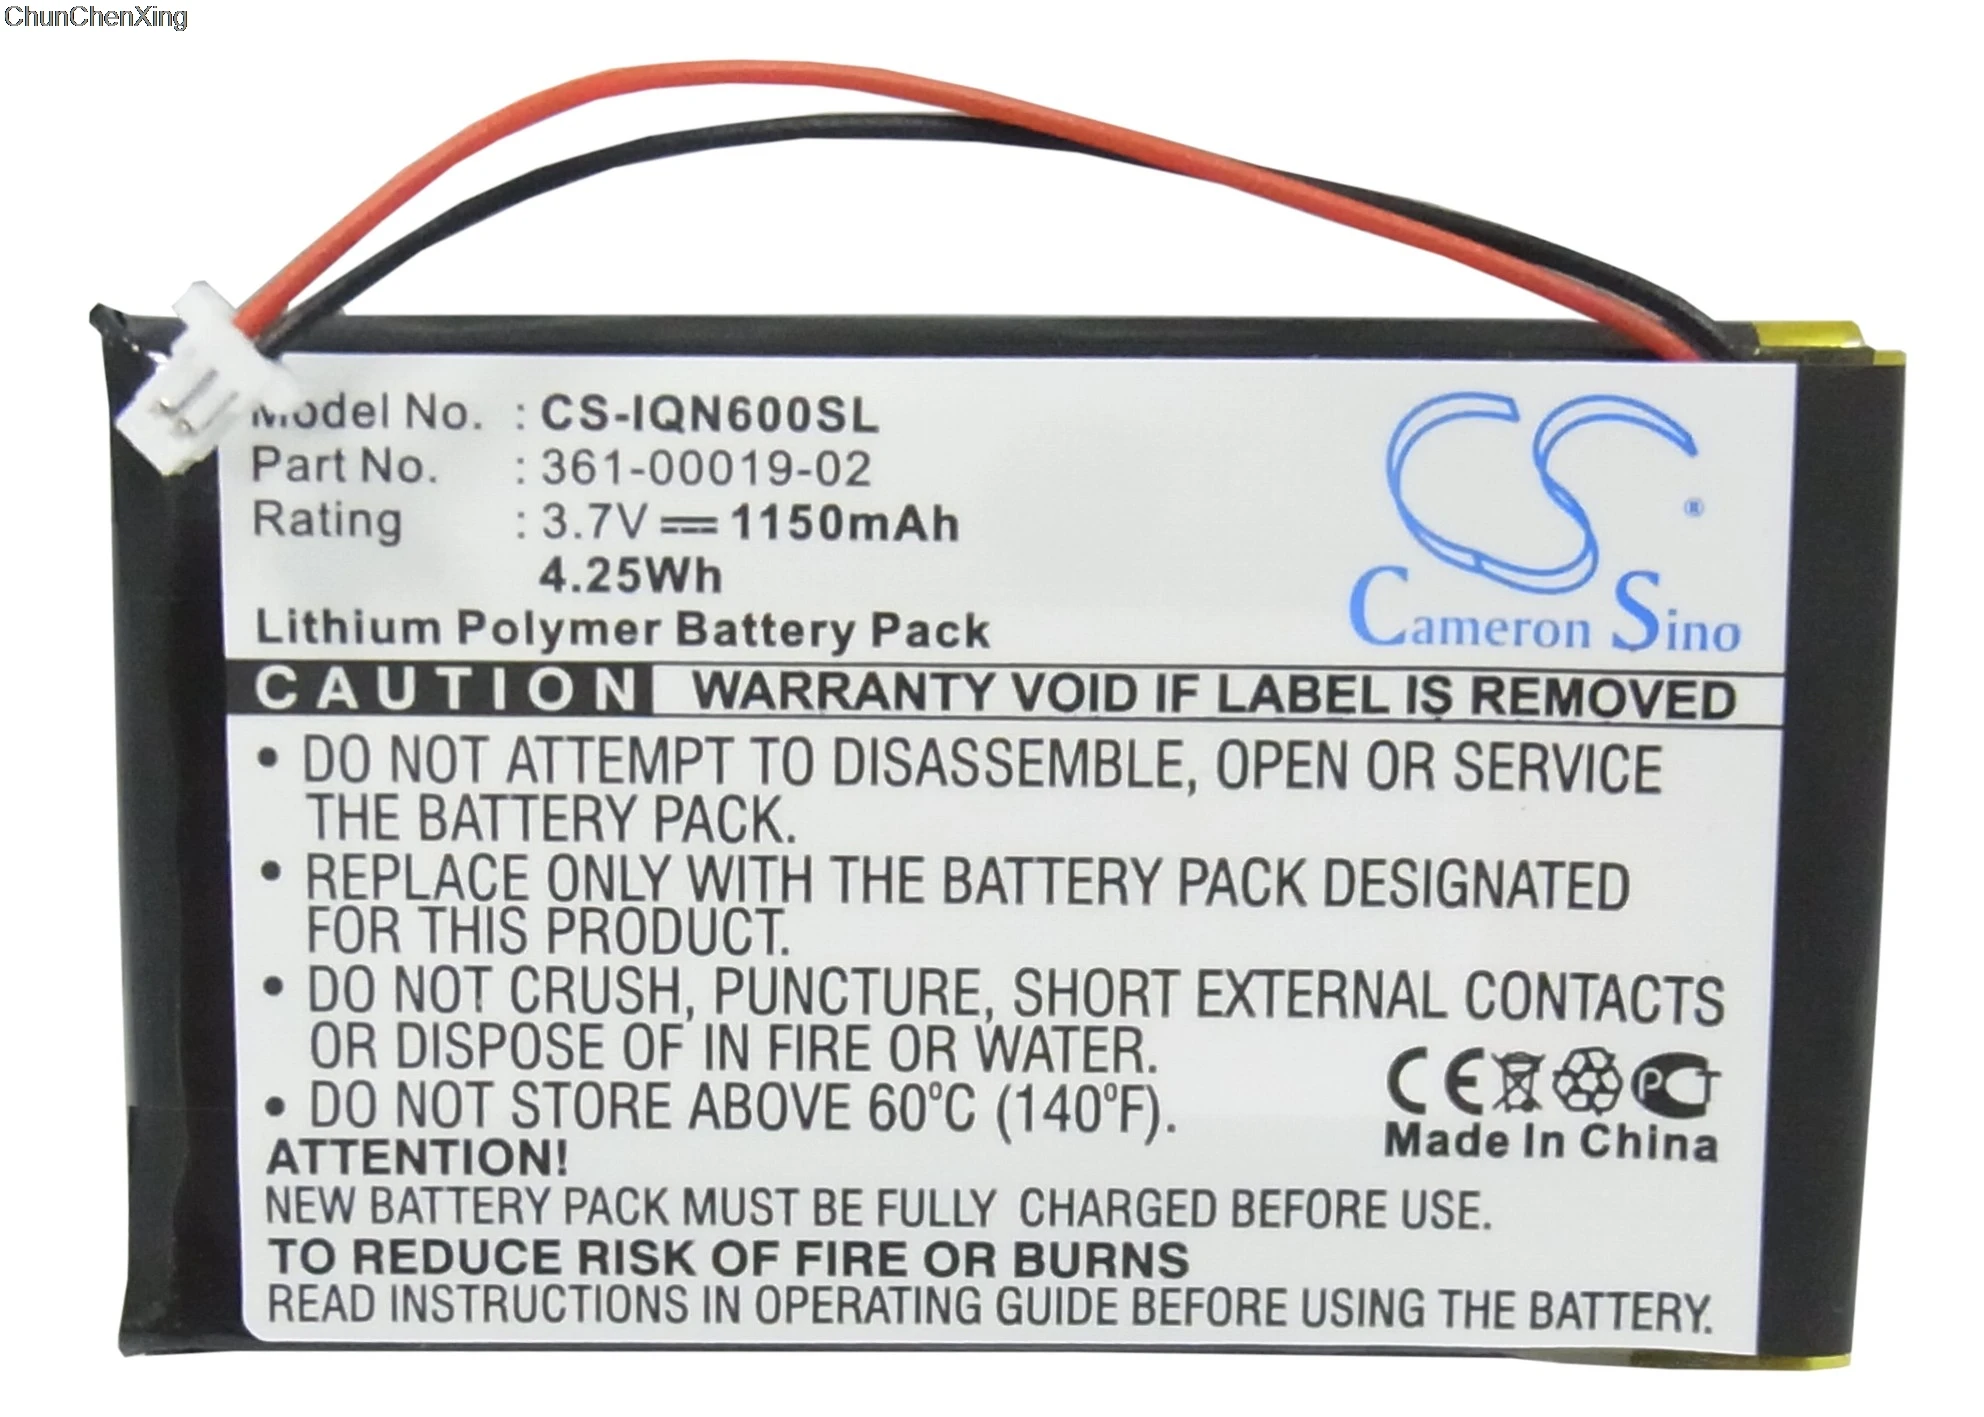 ChunChenXing
Model No. : CS-IQN600SL
Part No. : 361-00019-02
Rating : 3.7V ⎓ 1150mAh
4.25Wh
Lithium Polymer Battery Pack
CS
®
Cameron Sino
CAUTION WARRANTY VOID IF LABEL IS REMOVED
• DO NOT ATTEMPT TO DISASSEMBLE, OPEN OR SERVICE
THE BATTERY PACK.
• REPLACE ONLY WITH THE BATTERY PACK DESIGNATED
FOR THIS PRODUCT.
• DO NOT CRUSH, PUNCTURE, SHORT EXTERNAL CONTACTS
OR DISPOSE OF IN FIRE OR WATER.
• DO NOT STORE ABOVE 60°C (140°F).
CE PCT
Made In China
ATTENTION!
NEW BATTERY PACK MUST BE FULLY CHARGED BEFORE USE.
TO REDUCE RISK OF FIRE OR BURNS
READ INSTRUCTIONS IN OPERATING GUIDE BEFORE USING THE BATTERY.